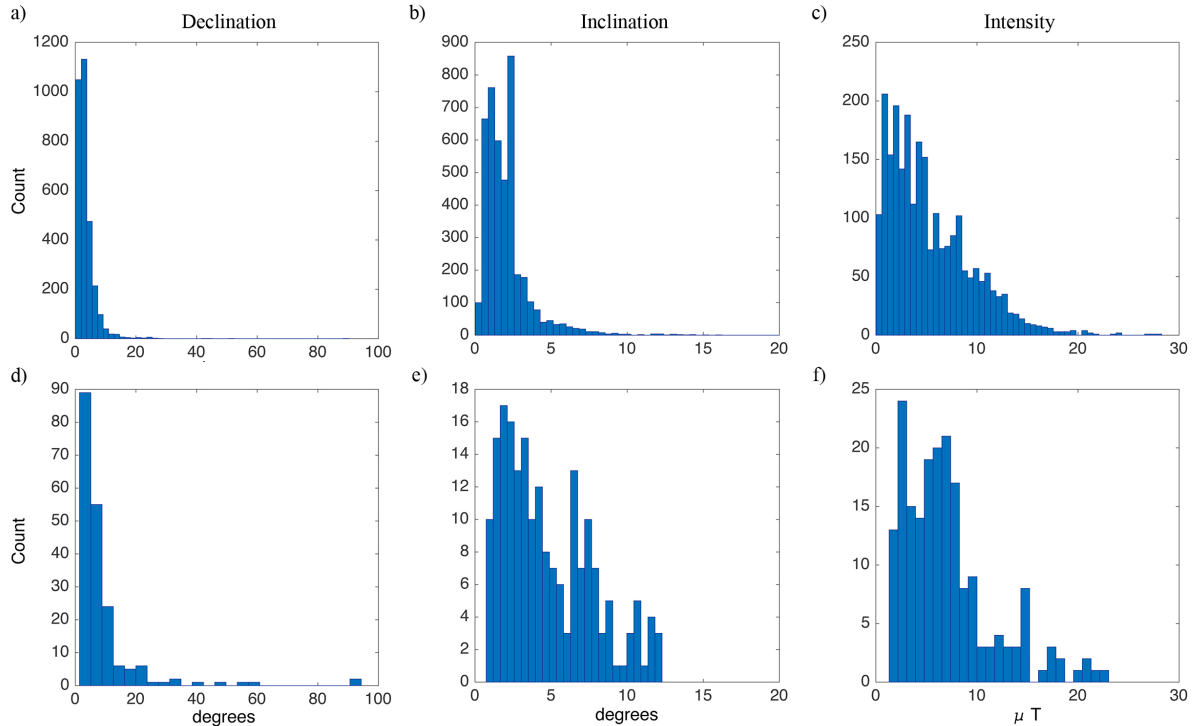 a) Declination
b) Inclination
c) Intensity
1200
1000
800
600
400
200
0
Count
0 20 40 60 80 100
900
800
700
600
500
400
300
200
100
0
0 5 10 15 20
250
200
150
100
50
0
0 10 20 30
d)
90
80
70
60
50
40
30
20
10
0
Count
0 20 40 60 80 100
degrees
e)
18
16
14
12
10
8
6
4
2
0
0 5 10 15 20
degrees
f)
25
20
15
10
5
0
0 10 20 30
μ T